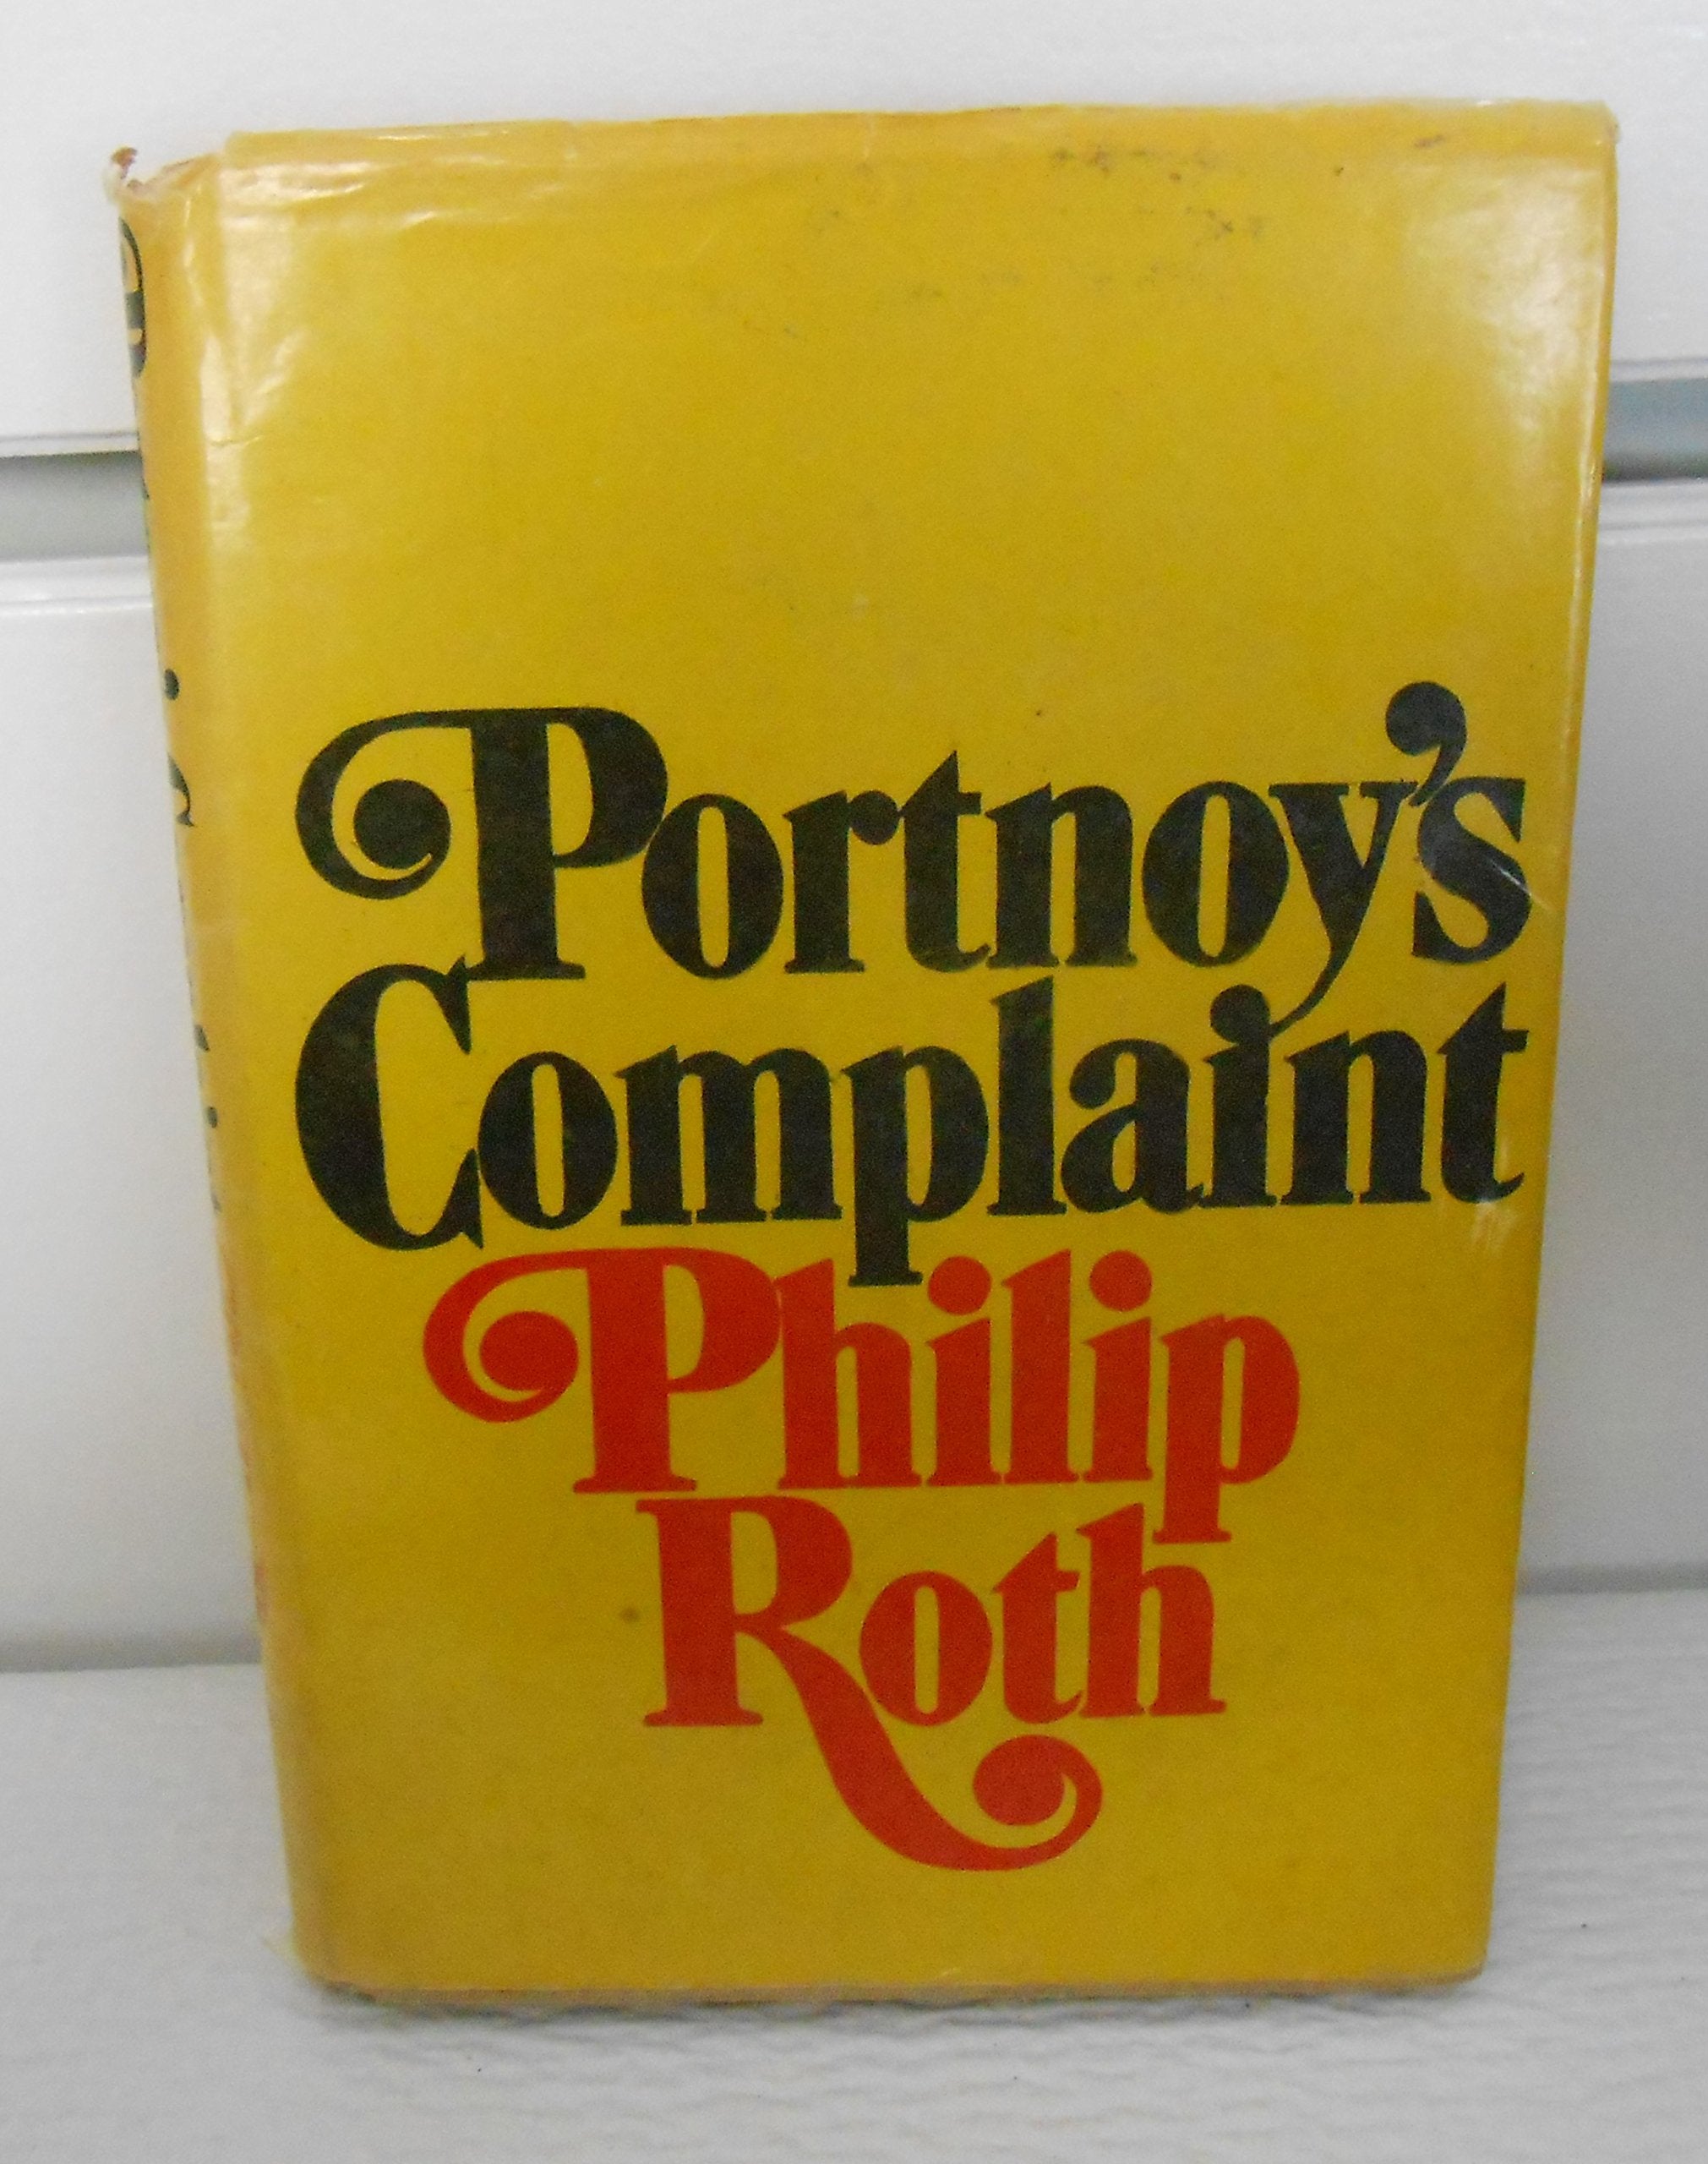 Portnoy's
Complaint
Philip
Roth